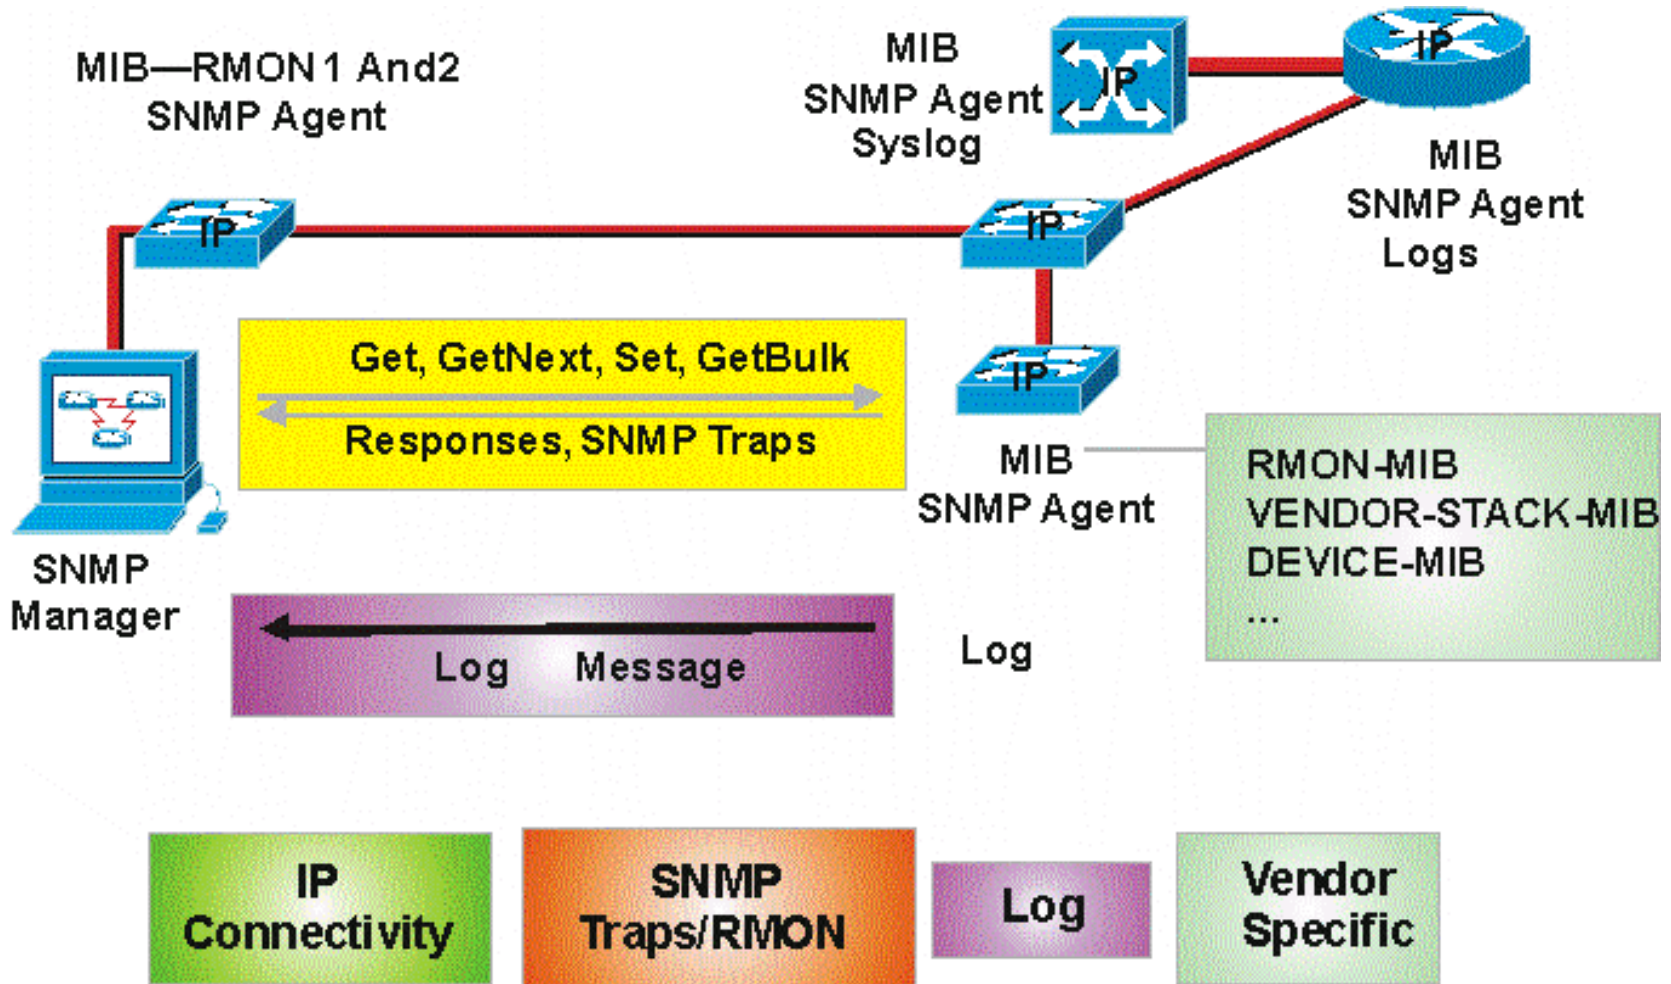 MIB—RMON1 And2
SNMP Agent
MIB
SNMP Agent
Syslog
IP
IP
MIB
SNMP Agent
Logs
IP
IP
Get, GetNext, Set, GetBulk
Responses, SNMP Traps
IP
MIB
SNMP Agent
RMON-MIB
VENDOR-STACK-MIB
DEVICE-MIB
...
SNMP
Manager
Log Message
Log
IP
Connectivity
SNMP
Traps/RMON
Log
Vendor
Specific